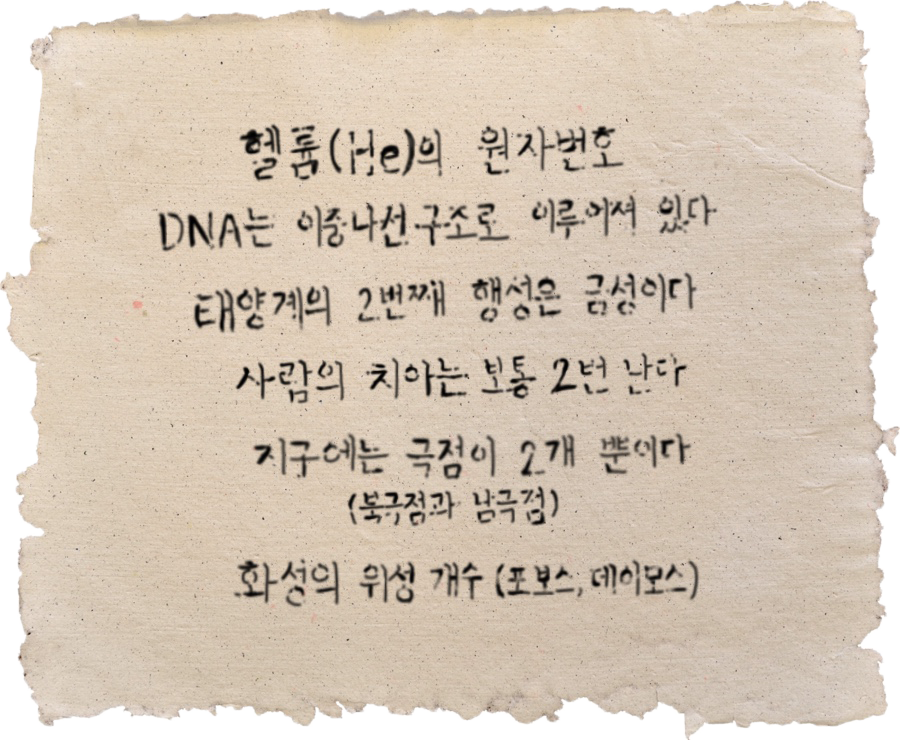 헬륨(He)의 원자번호
DNA는 이중나선구조로 이루어져 있다
태양계의 2번째 행성은 금성이다
사람의 치아는 보통 2번 난다
지구에는 극점이 2개 뿐이다
(북극점과 남극점)
화성의 위성 개수 (포보스, 데이모스)